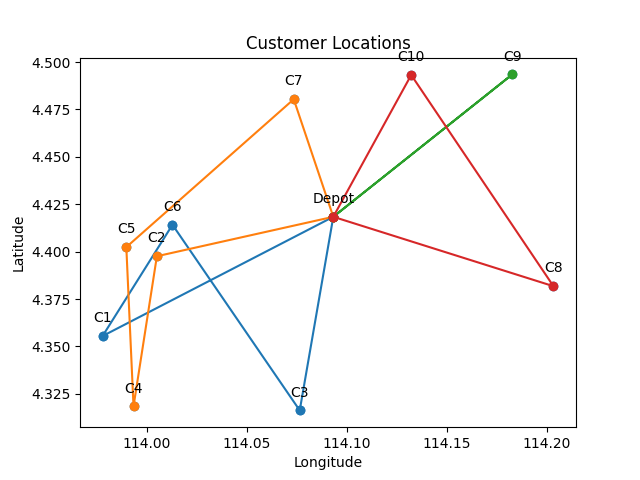 Customer Locations
C10
C9
C7
Depot
C6
C5
C2
C8
C1
C4
C3
4.500
4.475
4.450
4.425
4.400
4.375
4.350
4.325
Latitude
114.00
114.05
114.10
114.15
114.20
Longitude